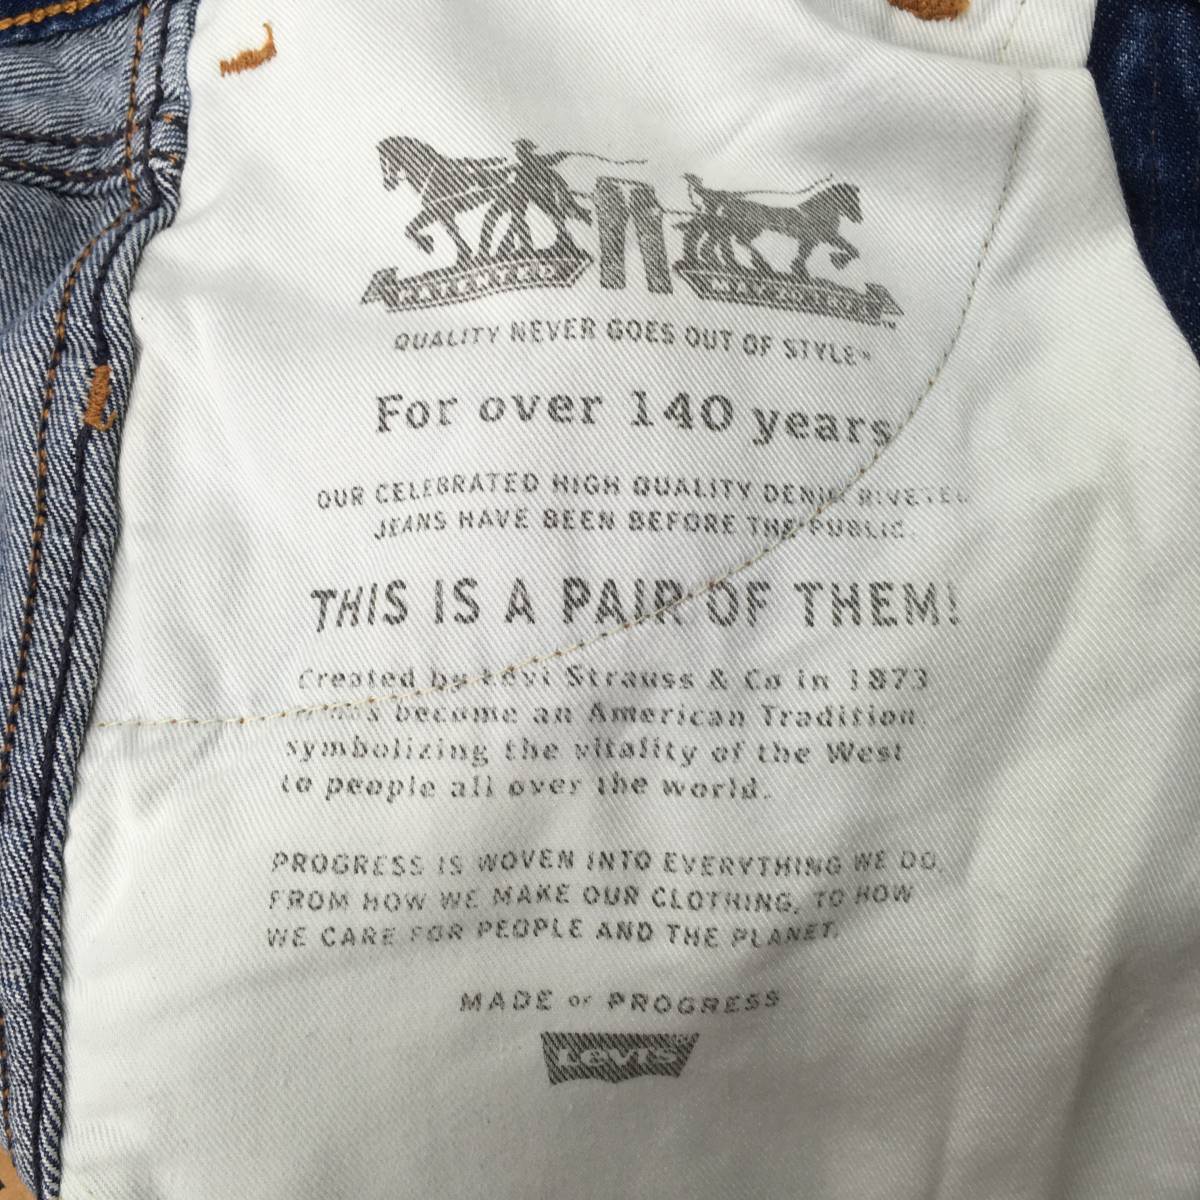 QUALITY NEVER GOES OUT OF STYLE™
For over 140 years
OUR CELEBRATED HIGH QUALITY DENIM RIVETED
JEANS HAVE BEEN BEFORE THE PUBLIC.
THIS IS A PAIR OF THEM!
Created by Levi Strauss & Co in 1873
become an American Tradition,
symbolizing the vitality of the West
to people all over the world.
PROGRESS IS WOVEN INTO EVERYTHING WE DO,
FROM HOW WE MAKE OUR CLOTHING, TO HOW
WE CARE FOR PEOPLE AND THE PLANET.
MADE OF PROGRESS
LEVI'S